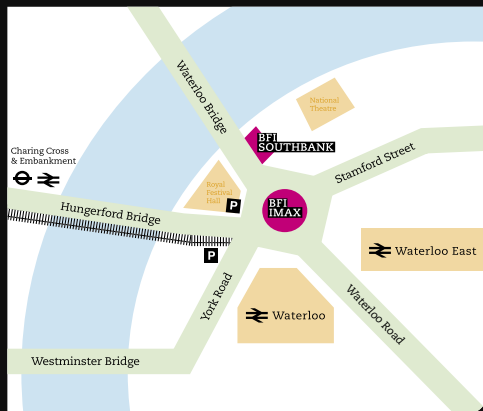 Waterloo Bridge
National
Theatre
BFI
SOUTHBANK
Charing Cross
& Embankment
Stamford Street
Royal
Festival
Hall
P
BFI
IMAX
Hungerford Bridge
P
Waterloo East
York Road
Waterloo
Waterloo Road
Westminster Bridge